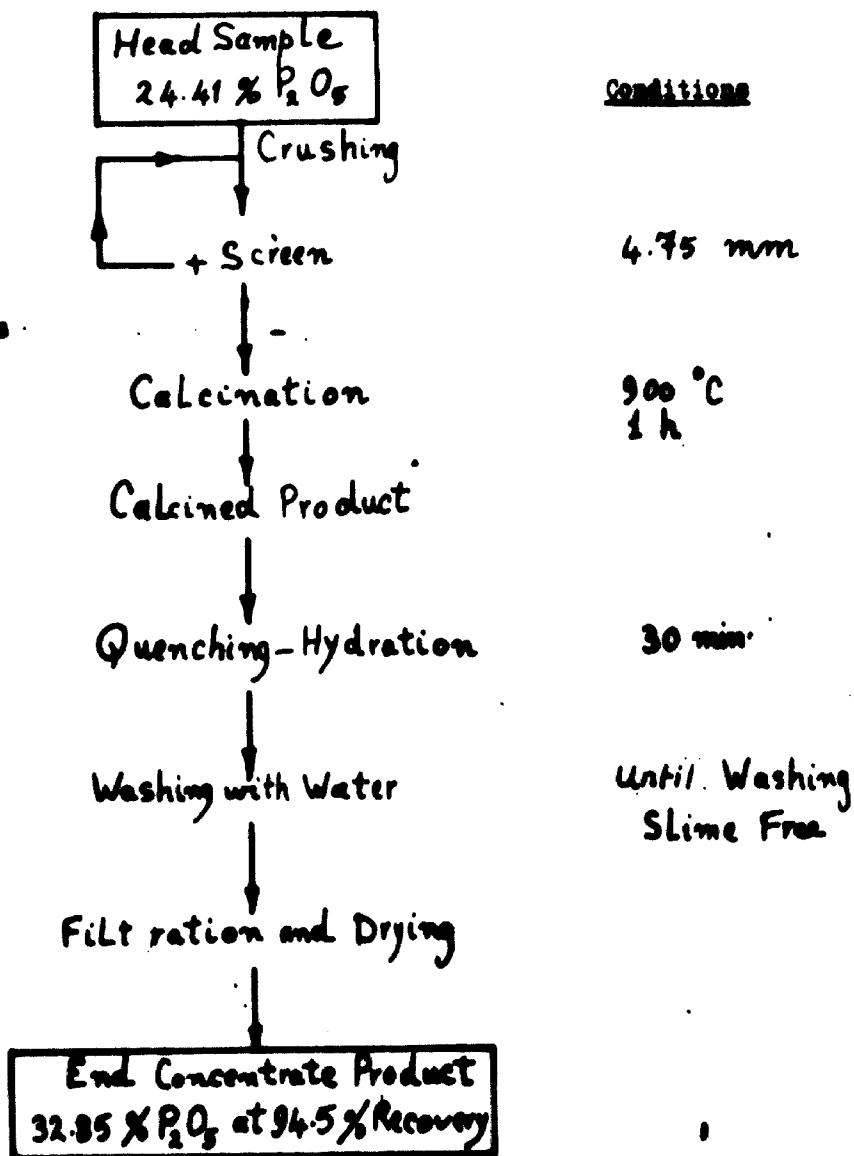 Head Sample
24.41 % P₂O₅
Conditions
Crushing
+ Screen
4.75 mm
-
Calcination
900 °C
1 h
Calcined Product
Quenching-Hydration
30 min.
Washing with Water
Until Washing
Slime Free
Filtration and Drying
End Concentrate Product
32.85 % P₂O₅ at 94.5 % Recovery